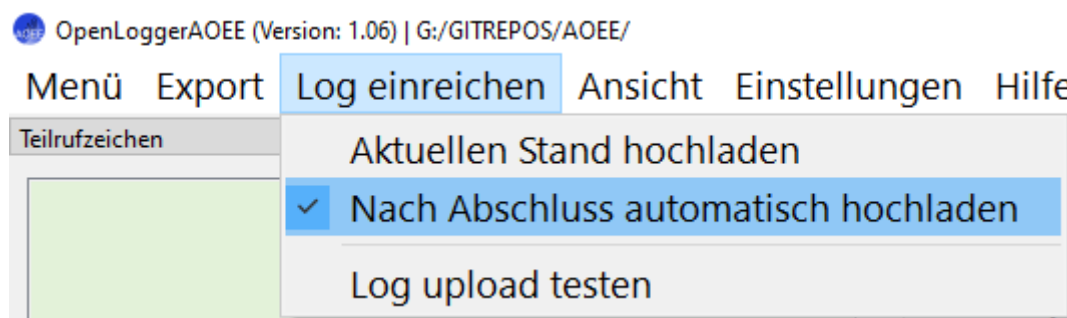 AOEE OpenLoggerAOEE (Version: 1.06) | G:/GITREPOS/AOEE/
Menü Export Log einreichen Ansicht Einstellungen Hilfe
Teilrufzeichen
Aktuellen Stand hochladen
Nach Abschluss automatisch hochladen
Log upload testen